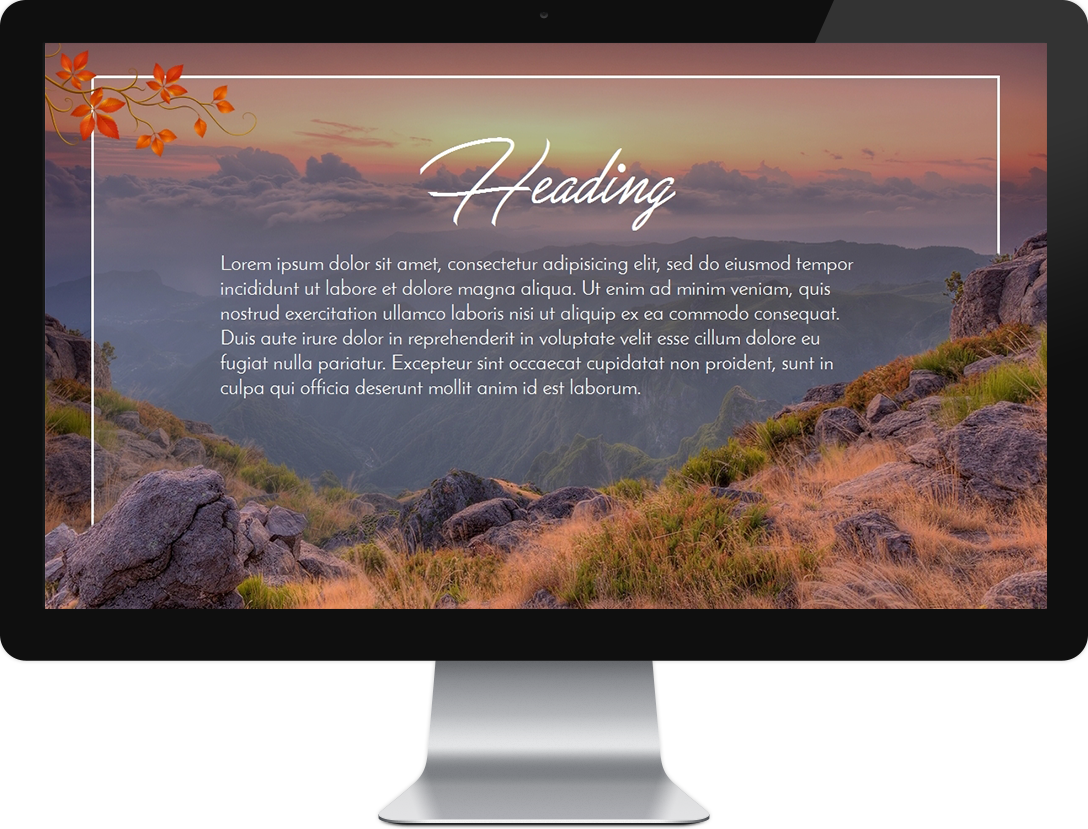 Heading
Lorem ipsum dolor sit amet, consectetur adipisicing elit, sed do eiusmod tempor
incididunt ut labore et dolore magna aliqua. Ut enim ad minim veniam, quis
nostrud exercitation ullamco laboris nisi ut aliquip ex ea commodo consequat.
Duis aute irure dolor in reprehenderit in voluptate velit esse cillum dolore eu
fugiat nulla pariatur. Excepteur sint occaecat cupidatat non proident, sunt in
culpa qui officia deserunt mollit anim id est laborum.